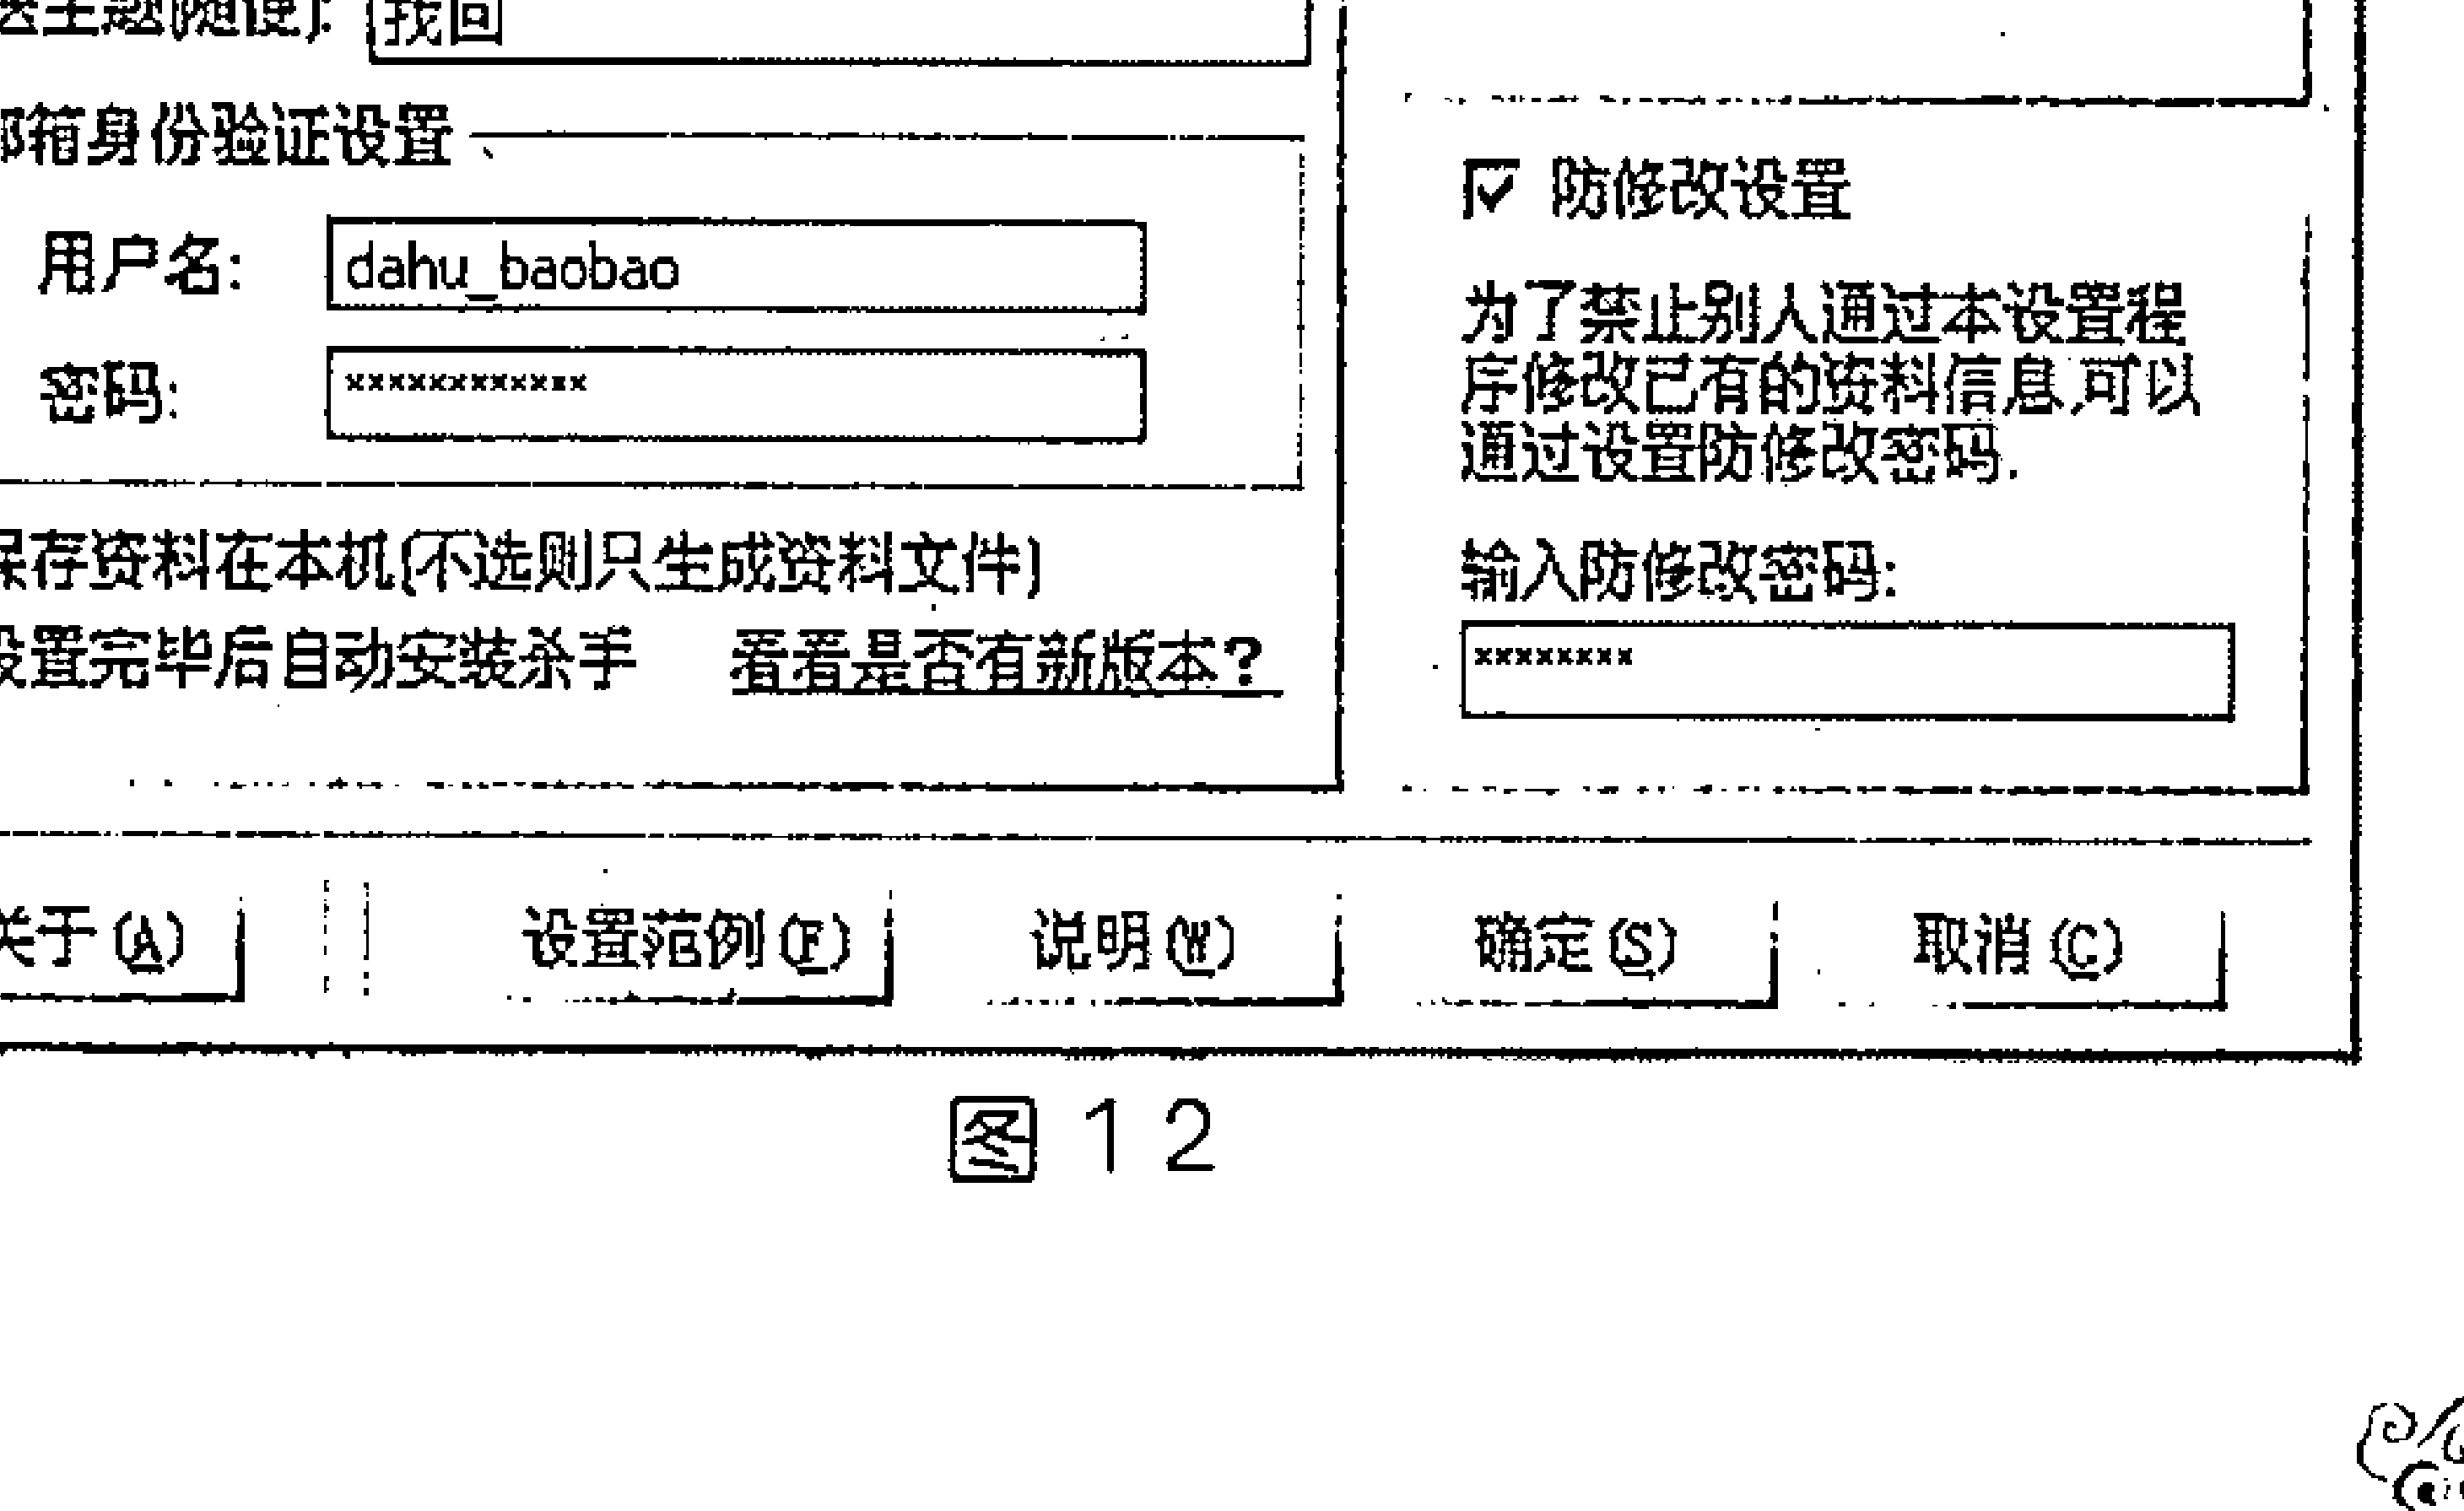 主题(随便): 找回
邮箱身份验证设置
用户名: dahu_baobao
密码: ************
保存资料在本机(不选则只生成资料文件)
设置完毕后自动安装杀手 看看是否有新版本?
防修改设置
为了禁止别人通过本设置程
序修改已有的资料信息,可以
通过设置防修改密码.
输入防修改密码:
********
关于(A) 设置范例(F) 说明(W) 确定(S) 取消(C)
图 12